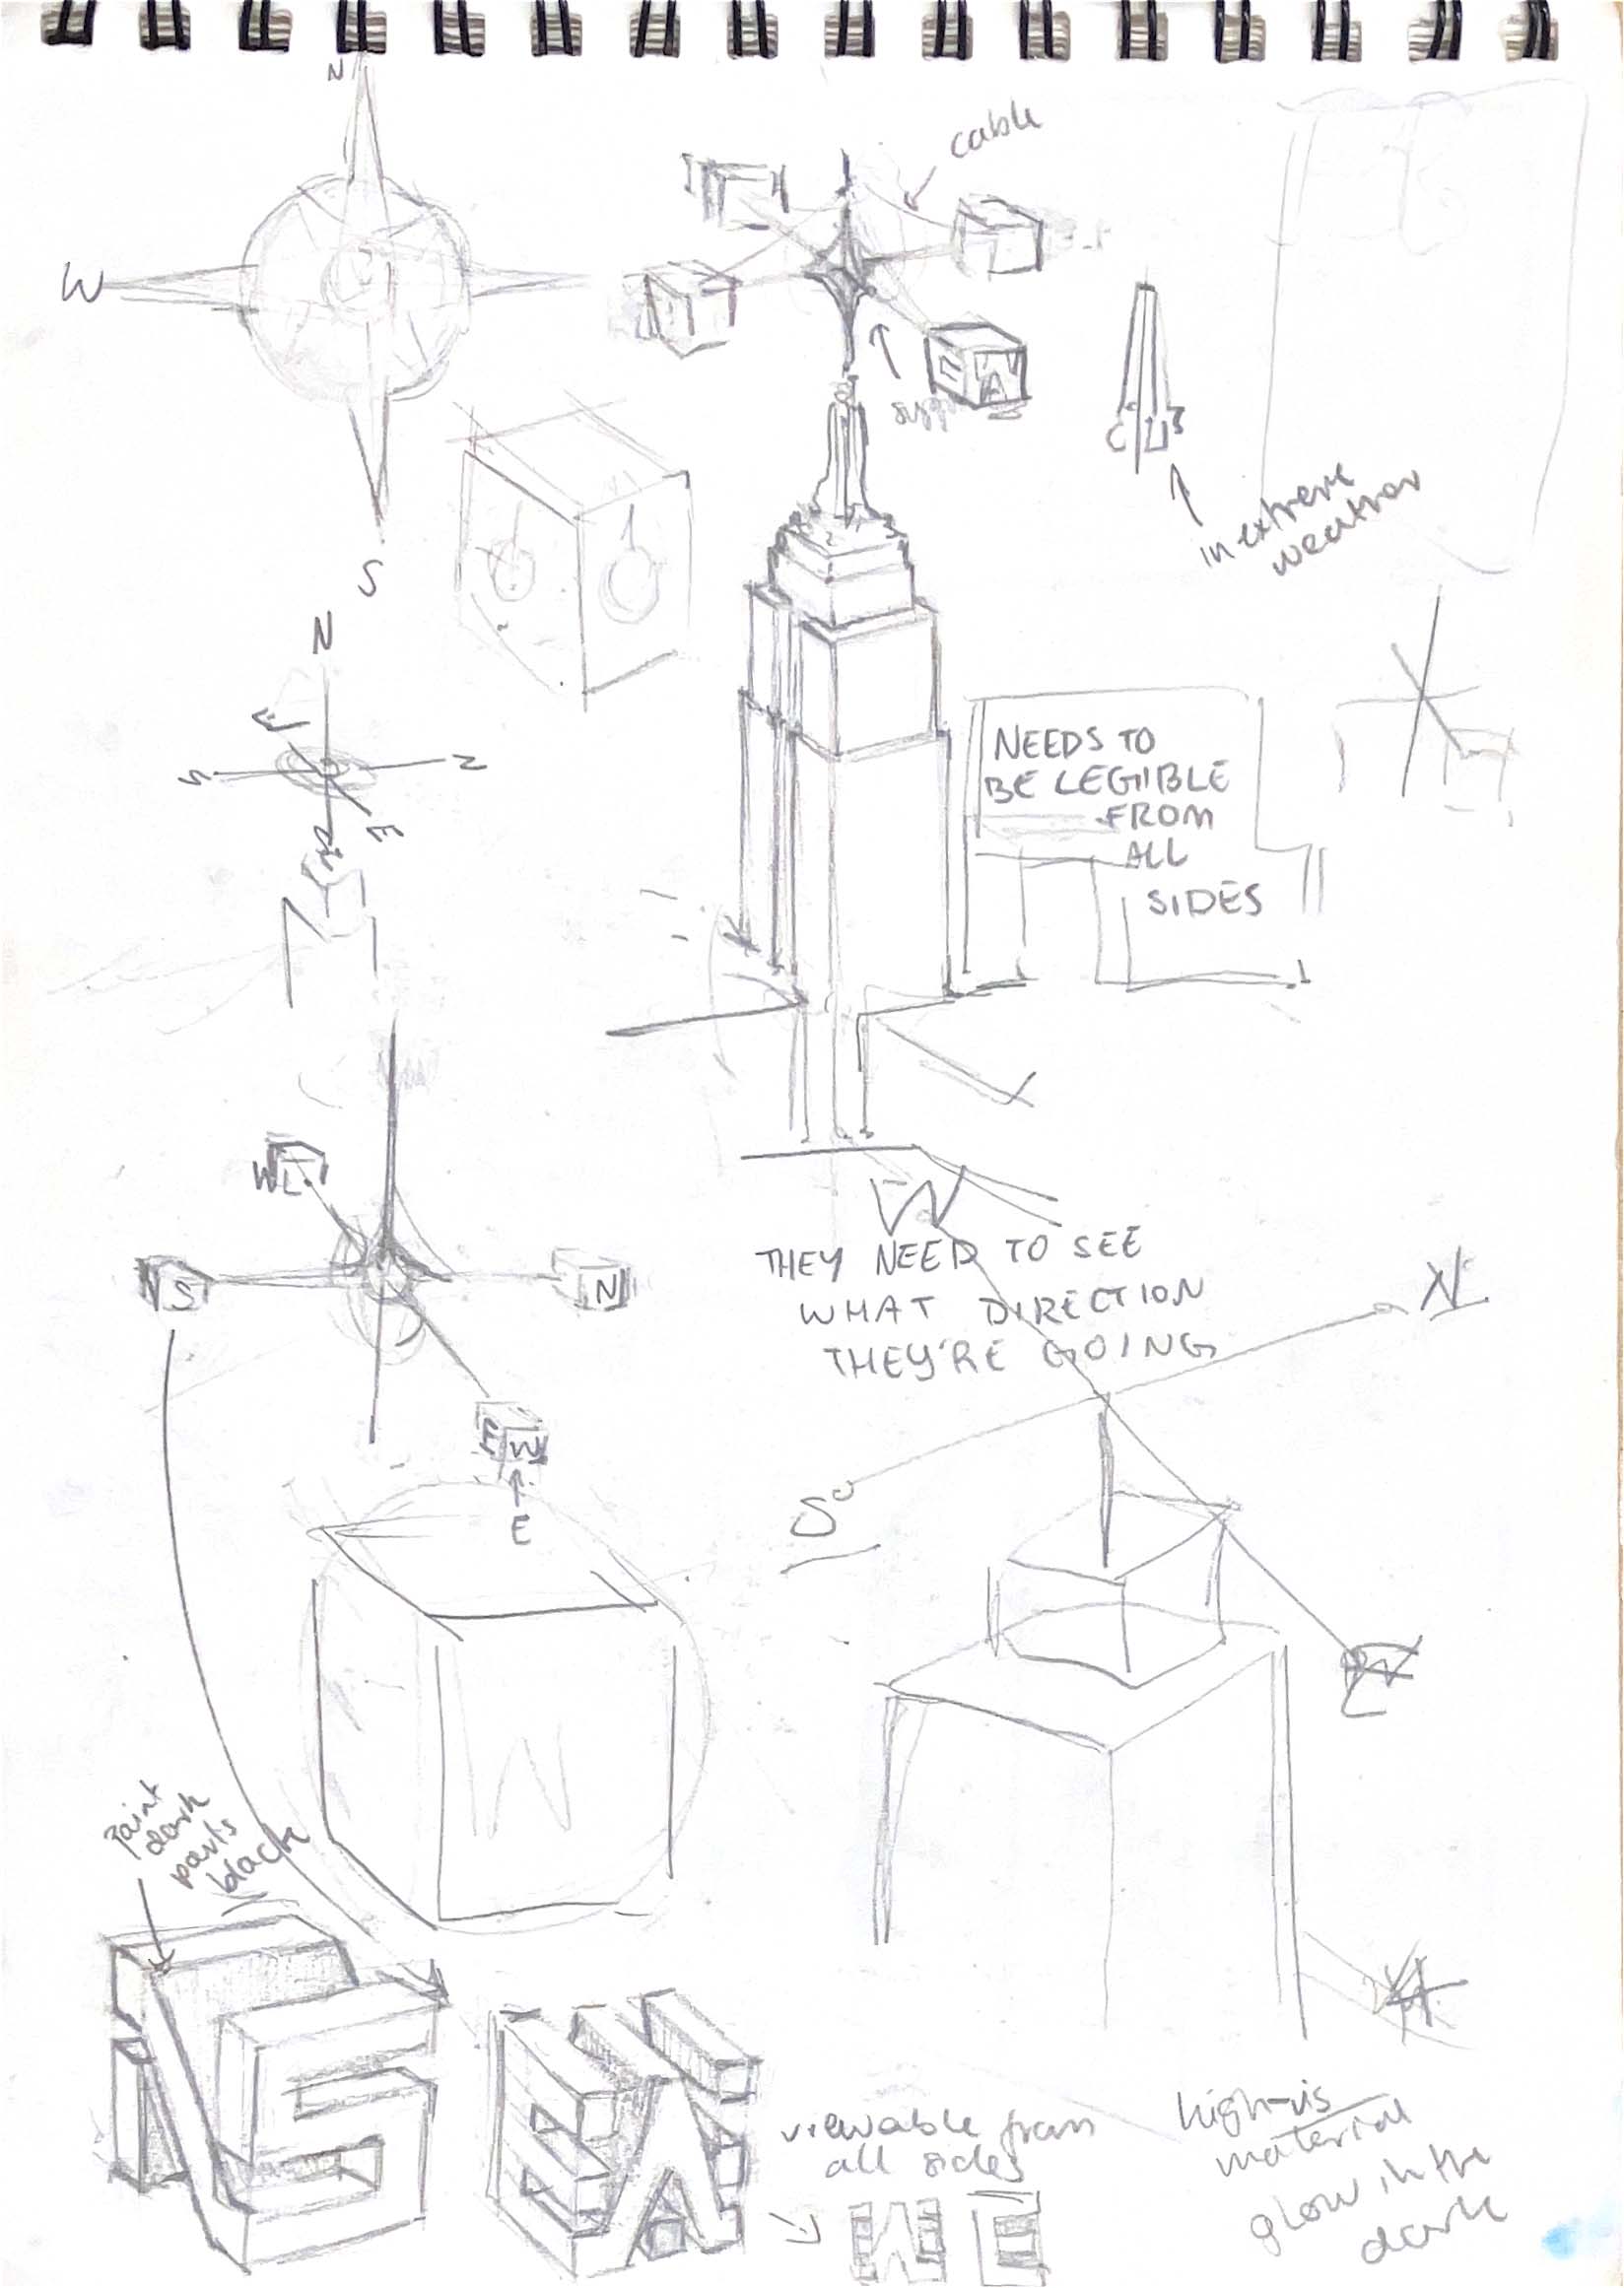 N
cable
W
in extreme
weather
S
N
E
S
N
E
NEEDS TO
BE LEGIBLE
FROM
ALL
SIDES
W
W
THEY NEED TO SEE
WHAT DIRECTION
THEY'RE GOING
N
S
N
E W
E
S
W
paint
dark
parts
black
N S
E W
viewable from
all sides
W E
high-vis
material
glow in the
dark